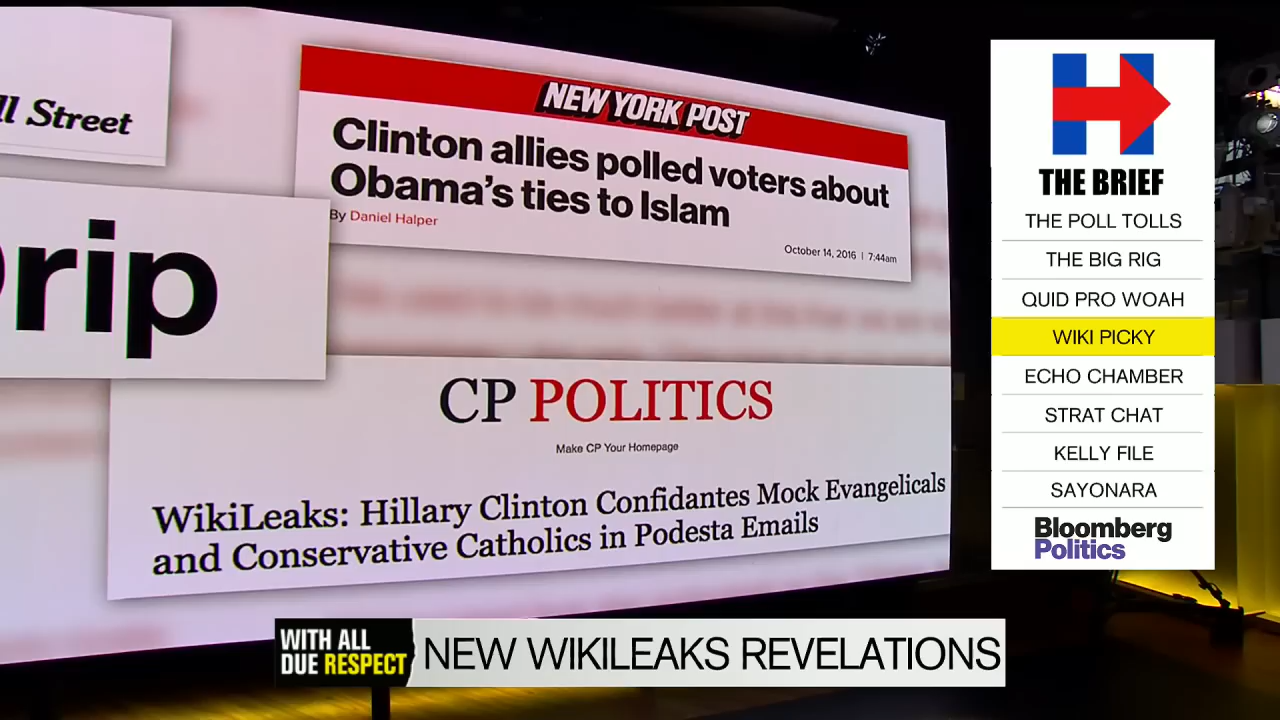 ll Street
rip
NEW YORK POST
Clinton allies polled voters about
Obama's ties to Islam
By Daniel Halper
October 14, 2016 | 7:44am
CP POLITICS
Make CP Your Homepage
WikiLeaks: Hillary Clinton Confidantes Mock Evangelicals
and Conservative Catholics in Podesta Emails
H
THE BRIEF
THE POLL TOLLS
THE BIG RIG
QUID PRO WOAH
WIKI PICKY
ECHO CHAMBER
STRAT CHAT
KELLY FILE
SAYONARA
Bloomberg
Politics
WITH ALL
DUE RESPECT
NEW WIKILEAKS REVELATIONS